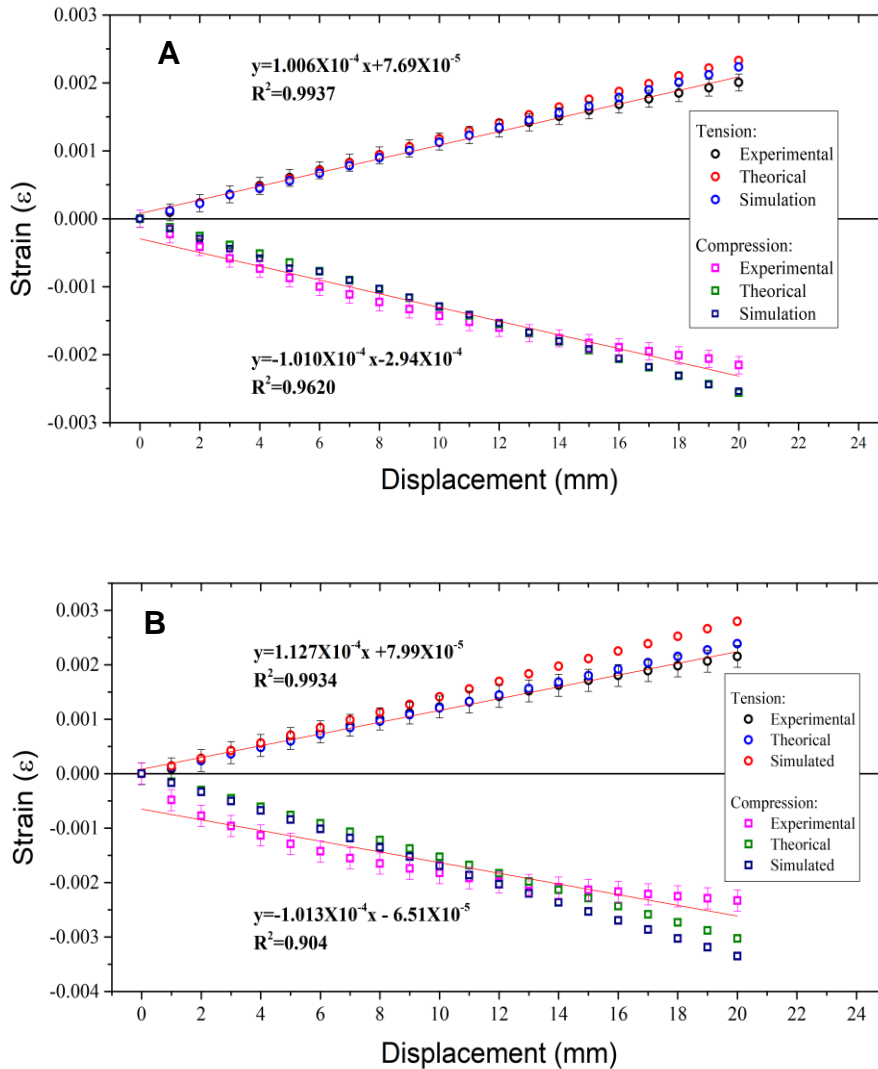 A
y=1.006X10⁻⁴ x+7.69X10⁻⁵
R²=0.9937
Tension:
Experimental
Theorical
Simulation
Compression:
Experimental
Theorical
Simulation
y=-1.010X10⁻⁴ x-2.94X10⁻⁴
R²=0.9620
0.003
0.002
0.001
0.000
-0.001
-0.002
-0.003
Strain (ε)
0 2 4 6 8 10 12 14 16 18 20 22 24
Displacement (mm)
B
y=1.127X10⁻⁴x +7.99X10⁻⁵
R²=0.9934
Tension:
Experimental
Theorical
Simulated
Compression:
Experimental
Theorical
Simulated
y=-1.013X10⁻⁴x - 6.51X10⁻⁵
R²=0.904
0.003
0.002
0.001
0.000
-0.001
-0.002
-0.003
-0.004
Strain (ε)
0 2 4 6 8 10 12 14 16 18 20 22 24
Displacement (mm)